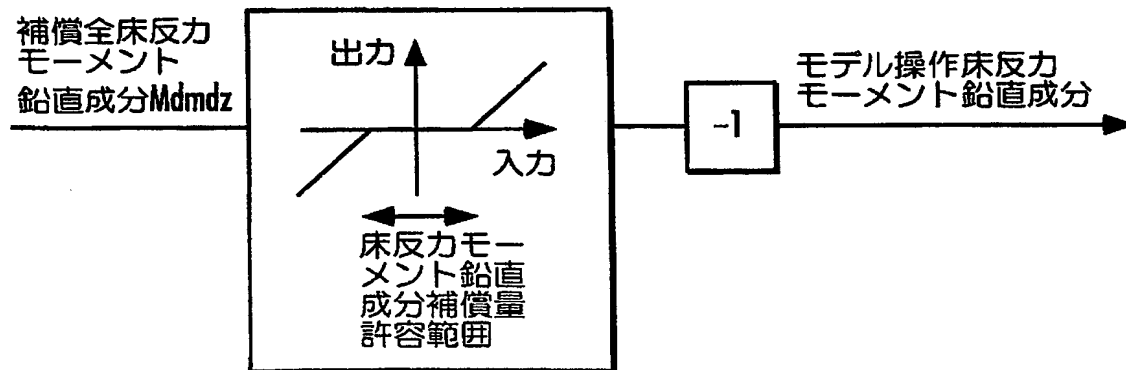 補償全床反力
モーメント
鉛直成分Mdmdz
出力
入力
床反力モー
メント鉛直
成分補償量
許容範囲
-1
モデル操作床反力
モーメント鉛直成分